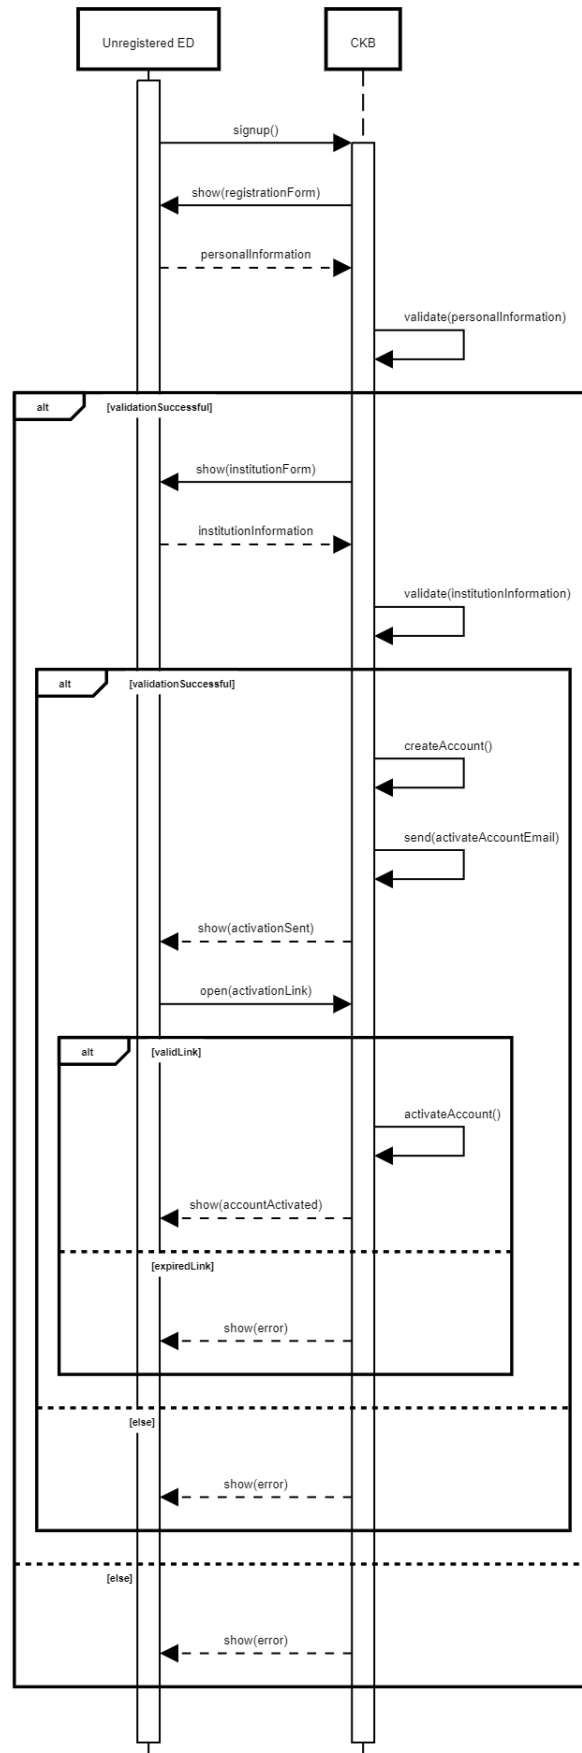 Unregistered ED
CKB
signup()
show(registrationForm)
personalInformation
validate(personalInformation)
alt
[validationSuccessful]
show(institutionForm)
institutionInformation
validate(institutionInformation)
alt
[validationSuccessful]
createAccount()
send(activateAccountEmail)
show(activationSent)
open(activationLink)
alt
[validLink]
activateAccount()
show(accountActivated)
[expiredLink]
show(error)
[else]
show(error)
[else]
show(error)